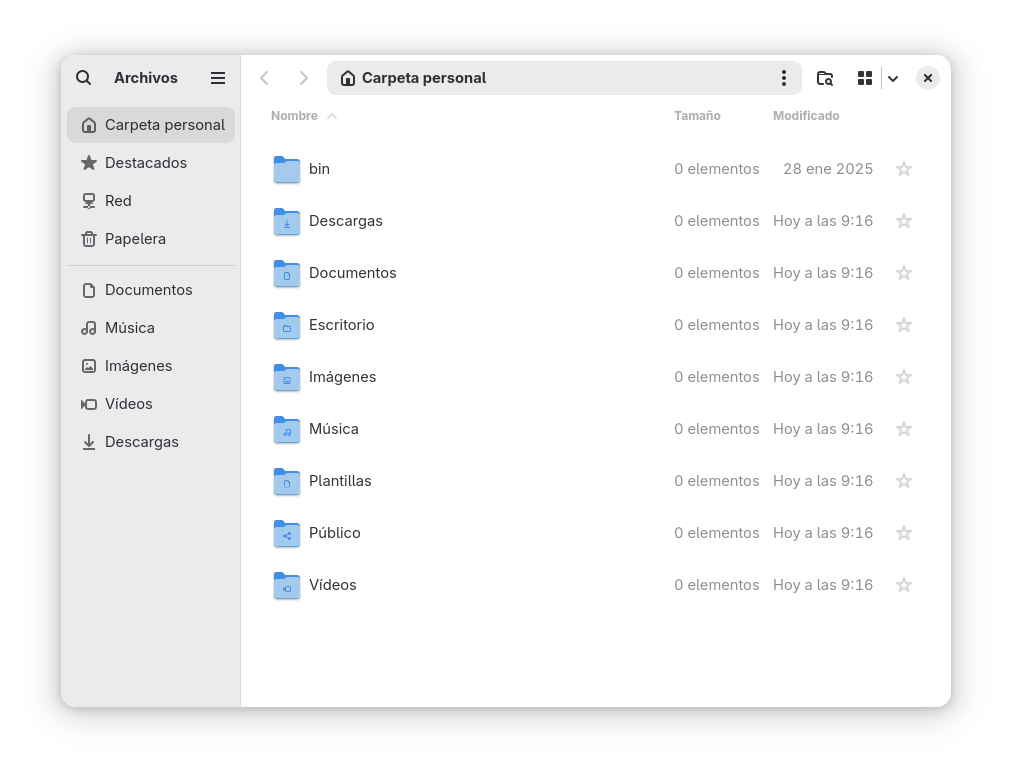 Archivos
Carpeta personal
Carpeta personal
Destacados
Red
Papelera
Documentos
Música
Imágenes
Vídeos
Descargas
Nombre Tamaño Modificado
bin 0 elementos 28 ene 2025
Descargas 0 elementos Hoy a las 9:16
Documentos 0 elementos Hoy a las 9:16
Escritorio 0 elementos Hoy a las 9:16
Imágenes 0 elementos Hoy a las 9:16
Música 0 elementos Hoy a las 9:16
Plantillas 0 elementos Hoy a las 9:16
Público 0 elementos Hoy a las 9:16
Vídeos 0 elementos Hoy a las 9:16